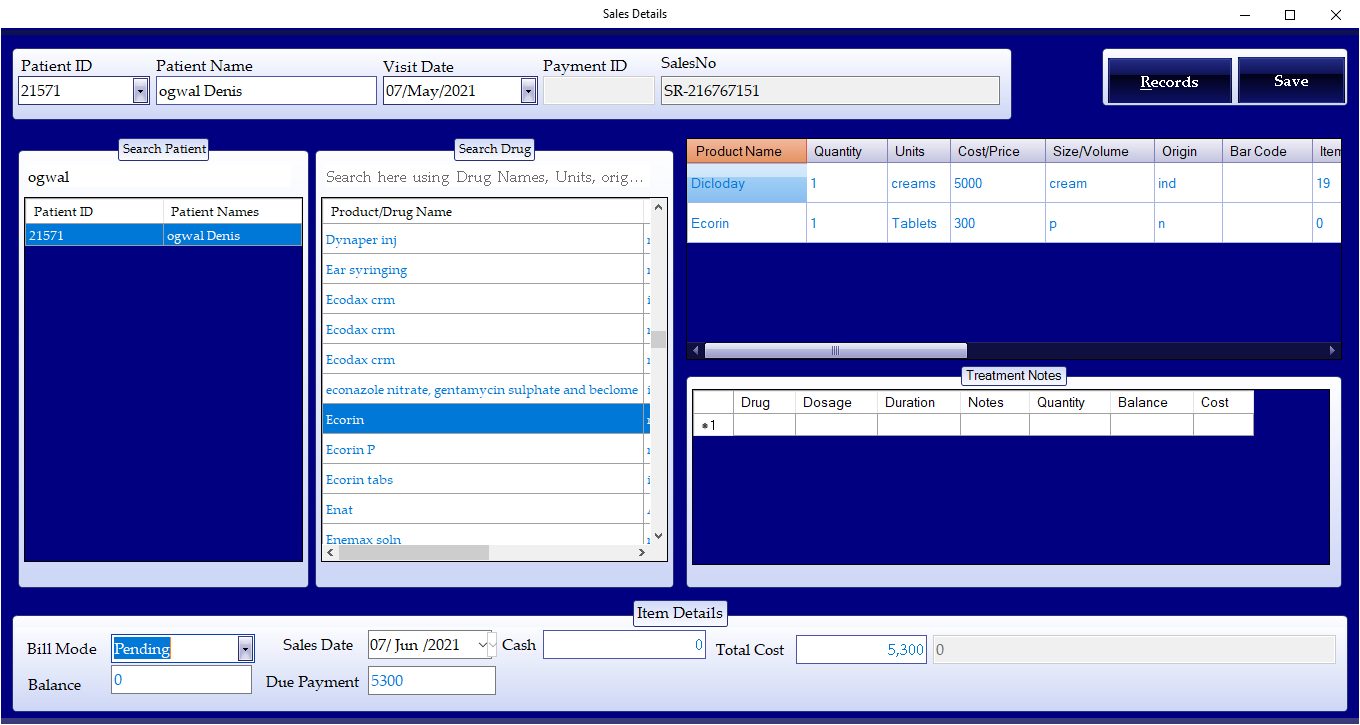 Sales Details
Patient ID Patient Name Visit Date Payment ID SalesNo
21571 ogwal Denis 07/May/2021 SR-216767151
Records Save
Search Patient
ogwal
Patient ID Patient Names
21571 ogwal Denis
Search Drug
Search here using Drug Names, Units, orig...
Product/Drug Name
Dynaper inj
Ear syringing
Ecodax crm
Ecodax crm
Ecodax crm
econazole nitrate, gentamycin sulphate and beclome
Ecorin
Ecorin P
Ecorin tabs
Enat
Enemax soln
Product Name Quantity Units Cost/Price Size/Volume Origin Bar Code Item
Dicloday 1 creams 5000 cream ind 19
Ecorin 1 Tablets 300 p n 0
Treatment Notes
Drug Dosage Duration Notes Quantity Balance Cost
*1
Item Details
Bill Mode Pending Sales Date 07/ Jun /2021 Cash 0 Total Cost 5,300 0
Balance 0 Due Payment 5300